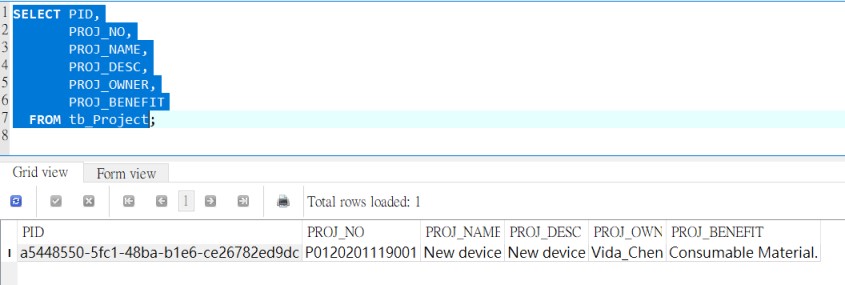 1 SELECT PID,
2 PROJ_NO,
3 PROJ_NAME,
4 PROJ_DESC,
5 PROJ_OWNER,
6 PROJ_BENEFIT
7 FROM tb_Project;
8
Grid view Form view
1 Total rows loaded: 1
PID PROJ_NO PROJ_NAME PROJ_DESC PROJ_OWN PROJ_BENEFIT
1 a5448550-5fc1-48ba-b1e6-ce26782ed9dc P0120201119001 New device New device Vida_Chen Consumable Material.